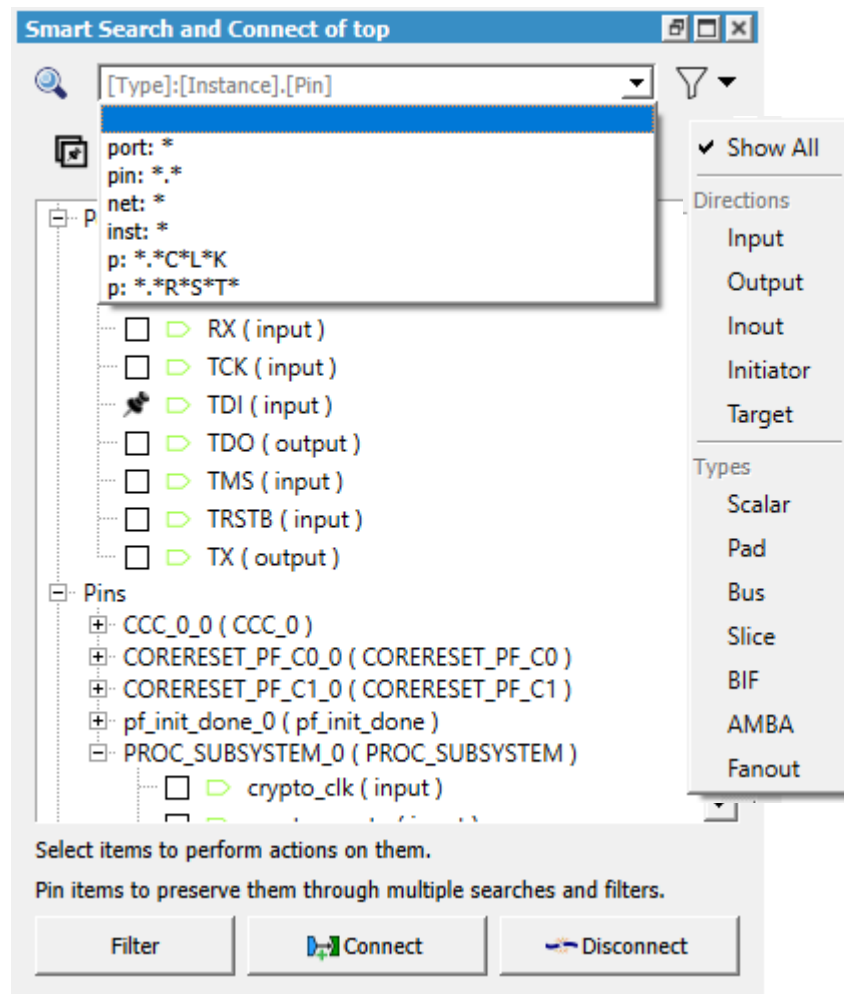 Smart Search and Connect of top
[Type]:[Instance].[Pin]
port: *
pin: *.*
net: *
inst: *
p: *.*C*L*K
p: *.*R*S*T*
P
RX ( input )
TCK ( input )
TDI ( input )
TDO ( output )
TMS ( input )
TRSTB ( input )
TX ( output )
Pins
CCC_0_0 ( CCC_0 )
CORERESET_PF_C0_0 ( CORERESET_PF_C0 )
CORERESET_PF_C1_0 ( CORERESET_PF_C1 )
pf_init_done_0 ( pf_init_done )
PROC_SUBSYSTEM_0 ( PROC_SUBSYSTEM )
crypto_clk ( input )
Show All
Directions
Input
Output
Inout
Initiator
Target
Types
Scalar
Pad
Bus
Slice
BIF
AMBA
Fanout
Select items to perform actions on them.
Pin items to preserve them through multiple searches and filters.
Filter
Connect
Disconnect